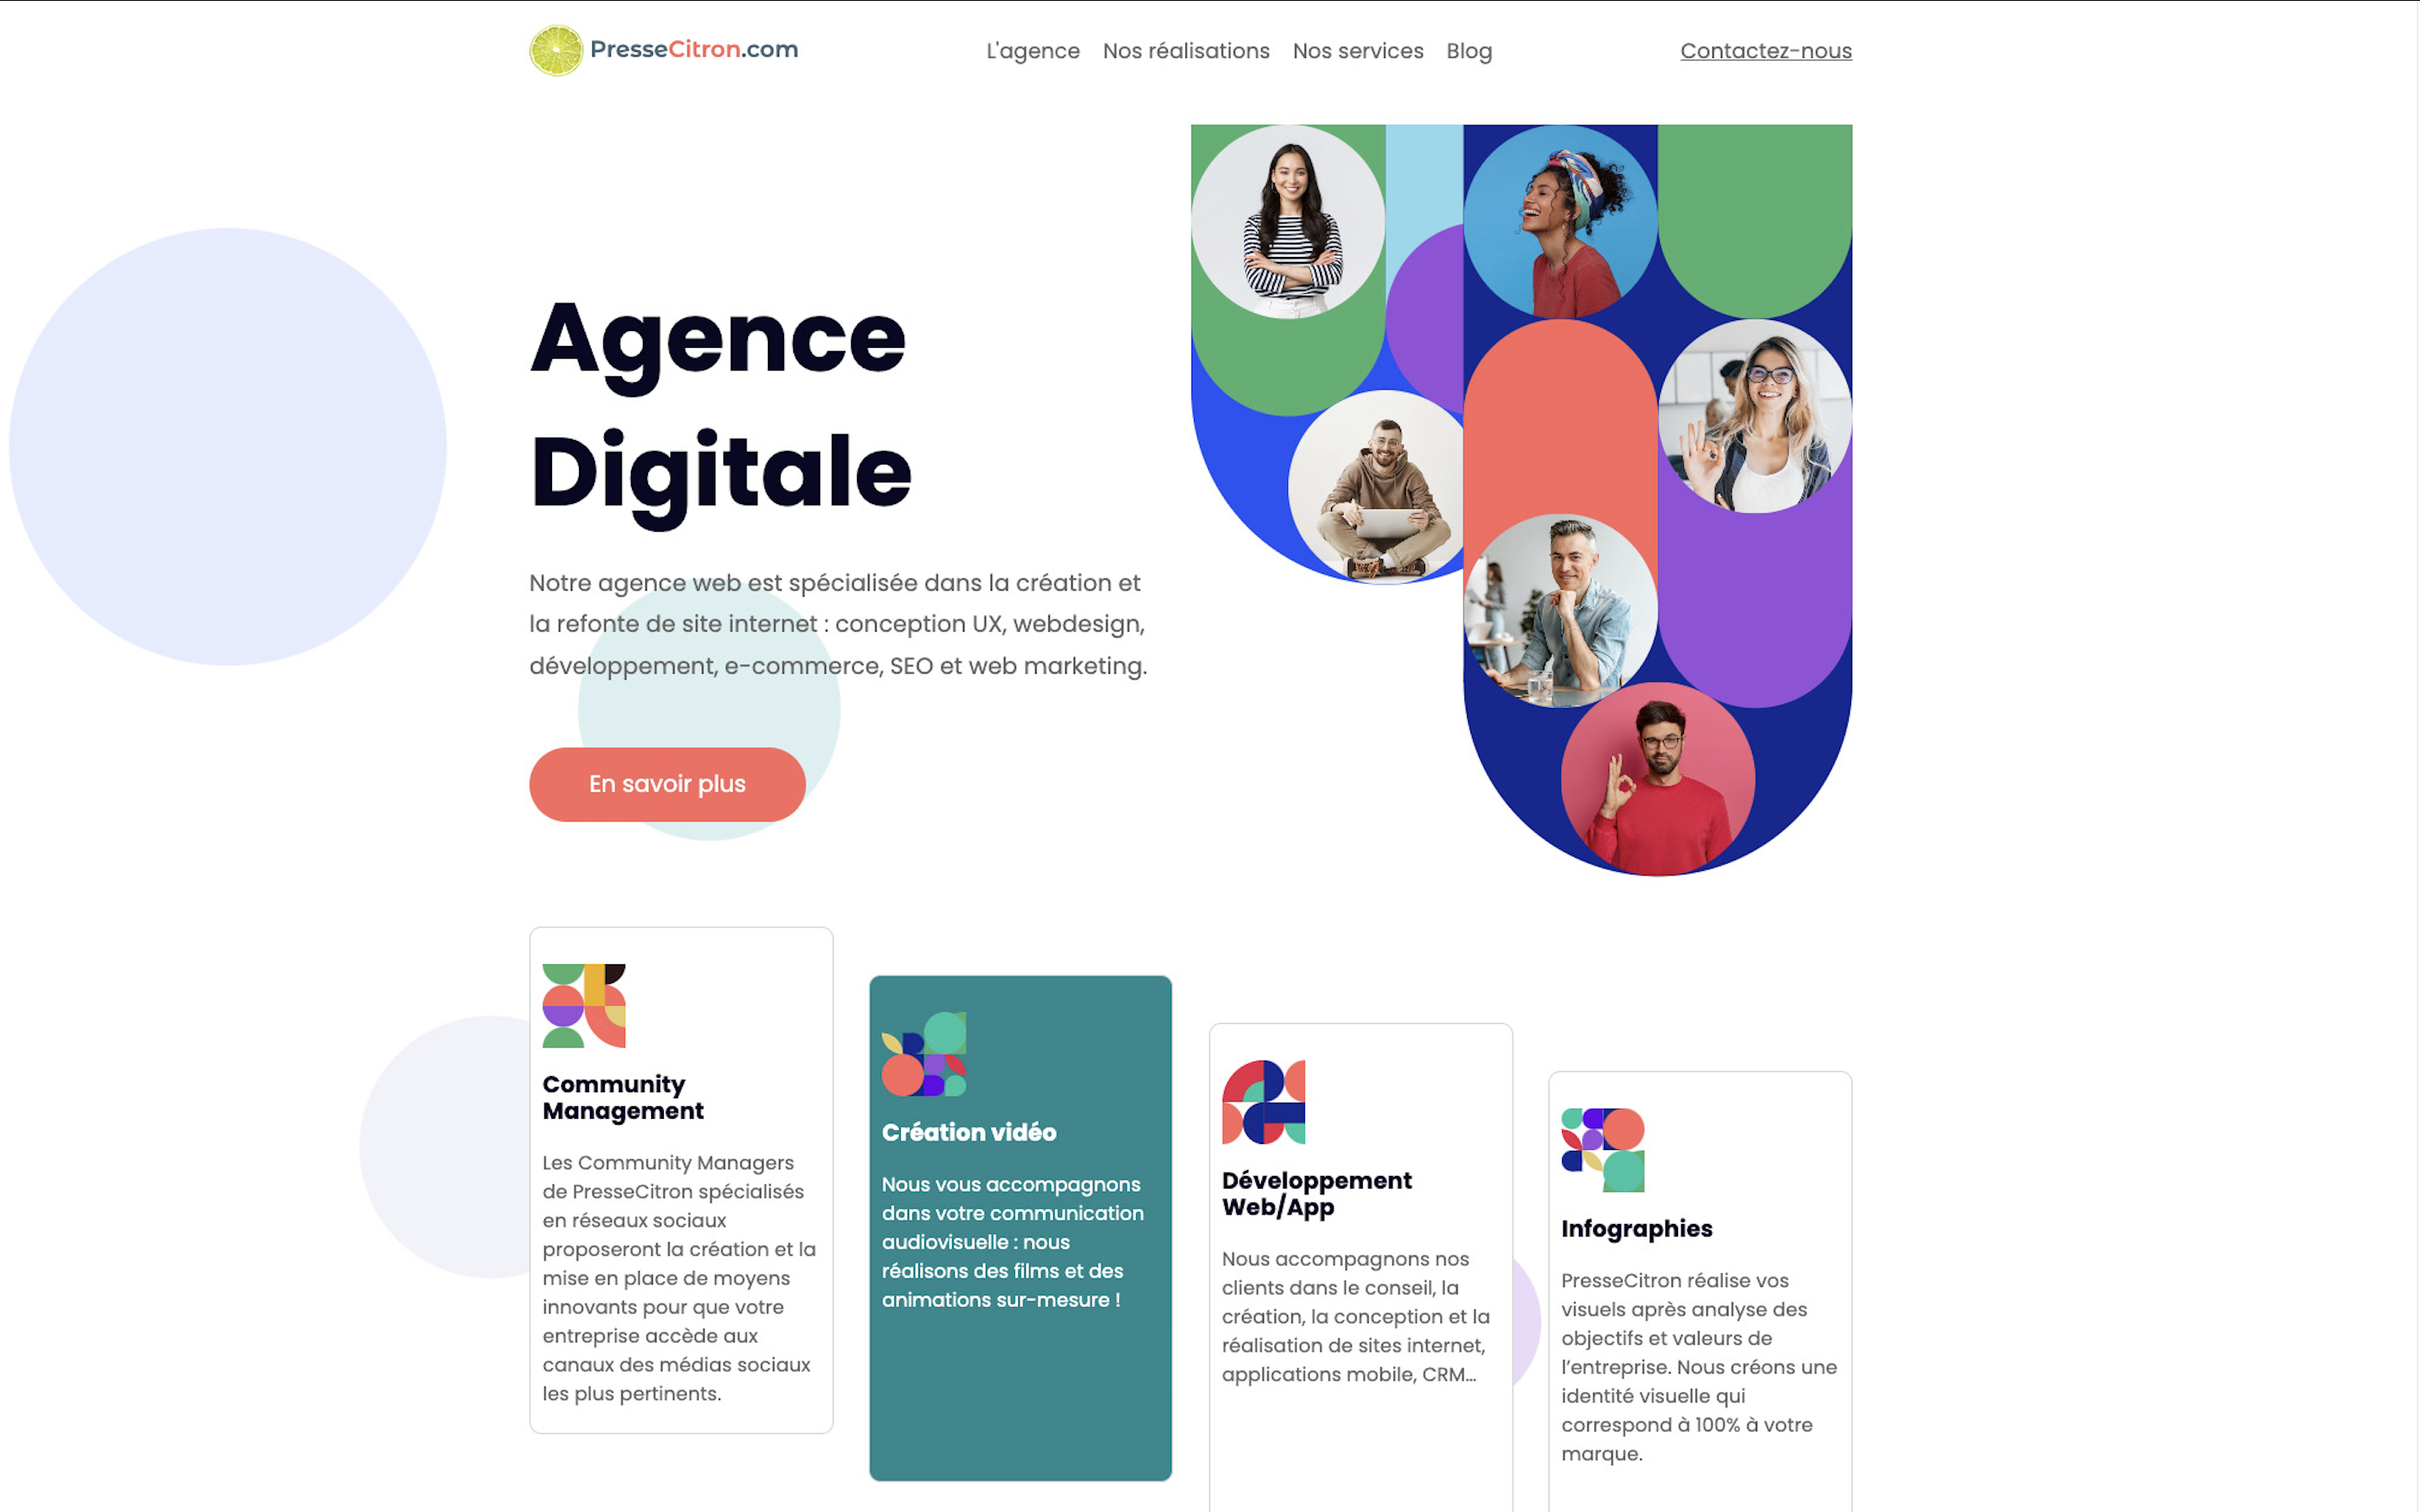 PresseCitron.com
L'agence
Nos réalisations
Nos services
Blog
Contactez-nous
Agence
Digitale
Notre agence web est spécialisée dans la création et
la refonte de site internet : conception UX, webdesign,
développement, e-commerce, SEO et web marketing.
En savoir plus
Community
Management
Les Community Managers
de PresseCitron spécialisés
en réseaux sociaux
proposeront la création et la
mise en place de moyens
innovants pour que votre
entreprise accède aux
canaux des médias sociaux
les plus pertinents.
Création vidéo
Nous vous accompagnons
dans votre communication
audiovisuelle : nous
réalisons des films et des
animations sur-mesure !
Développement
Web/App
Nous accompagnons nos
clients dans le conseil, la
création, la conception et la
réalisation de sites internet,
applications mobile, CRM...
Infographies
PresseCitron réalise vos
visuels après analyse des
objectifs et valeurs de
l'entreprise. Nous créons une
identité visuelle qui
correspond à 100% à votre
marque.